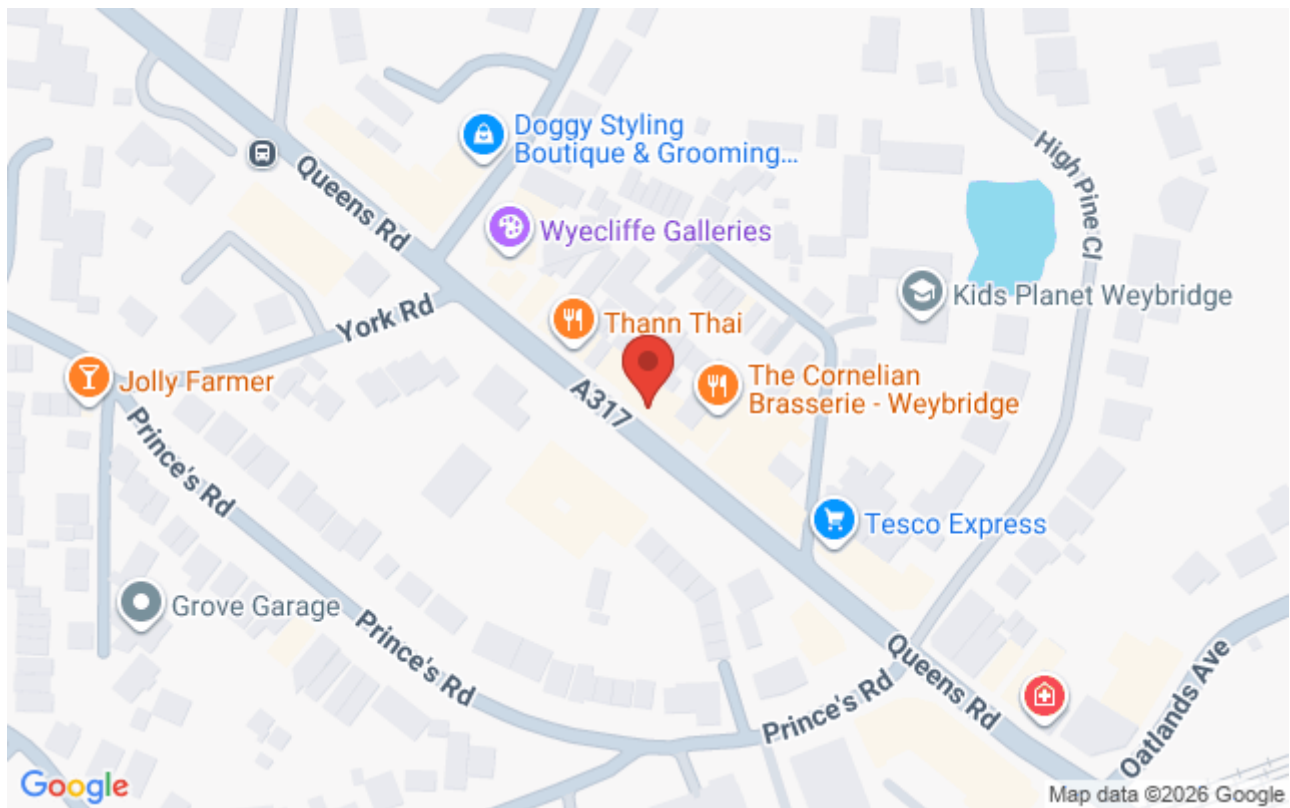 Doggy Styling
Boutique & Grooming...
High Pine Cl
Queens Rd
Wyecliffe Galleries
Kids Planet Weybridge
York Rd
Thann Thai
Jolly Farmer
The Cornelian
Brasserie - Weybridge
A317
Prince's Rd
Tesco Express
Grove Garage
Prince's Rd
Queens Rd
Prince's Rd
Oatlands Ave
Google
Map data ©2026 Google